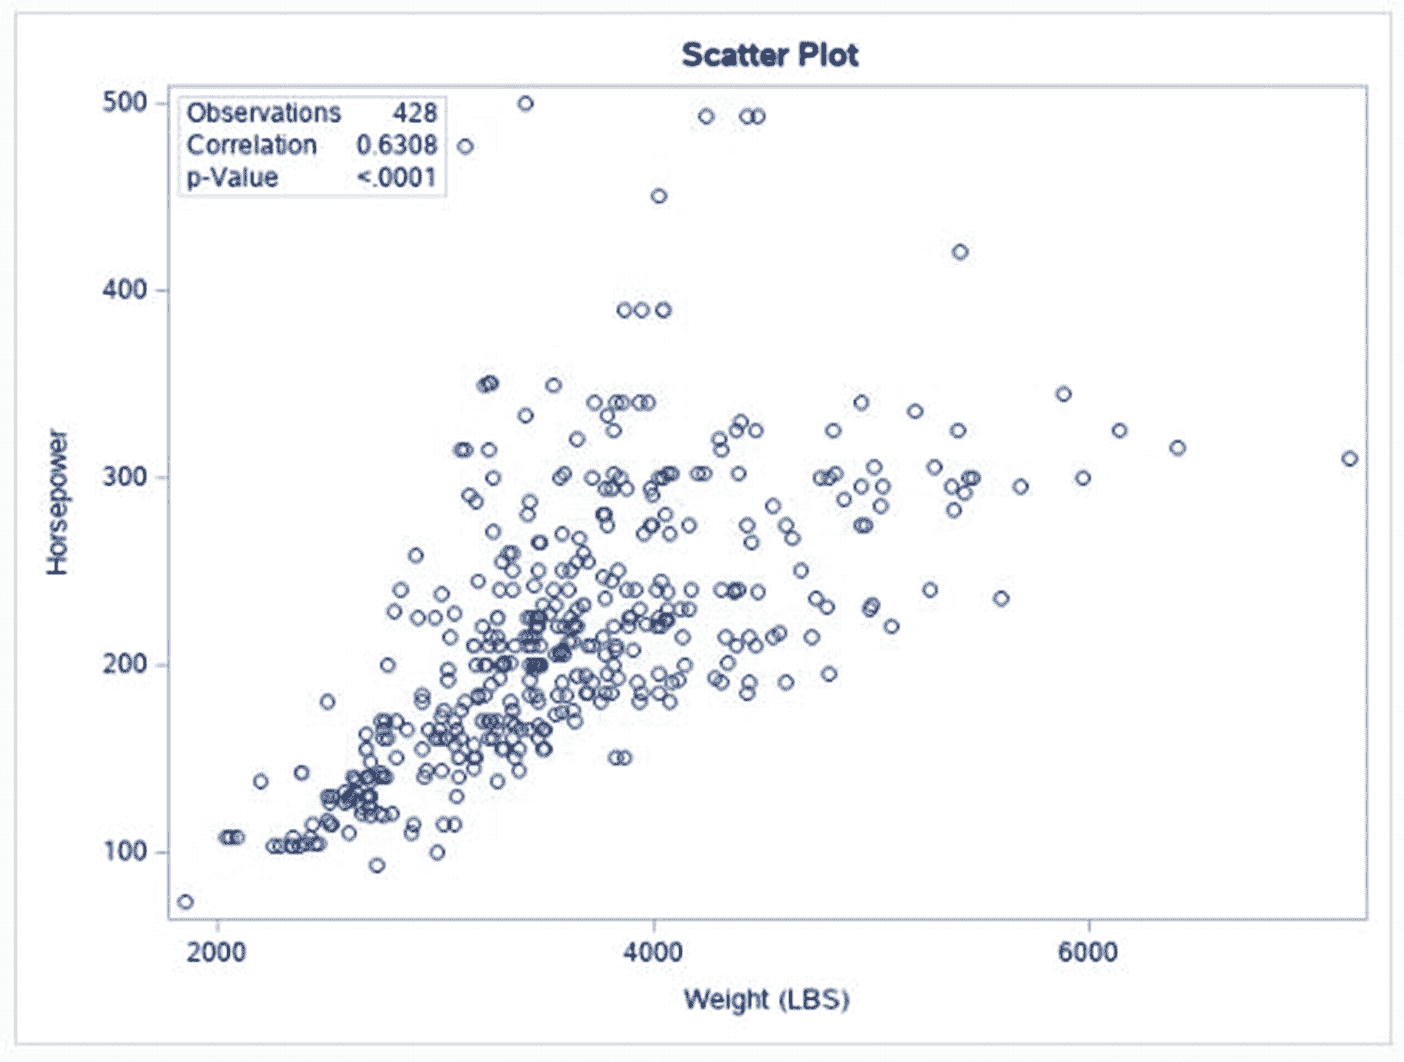 Scatter Plot
Observations 428
Correlation 0.6308
p-Value <.0001
500
400
300
200
100
Horsepower
2000 4000 6000
Weight (LBS)